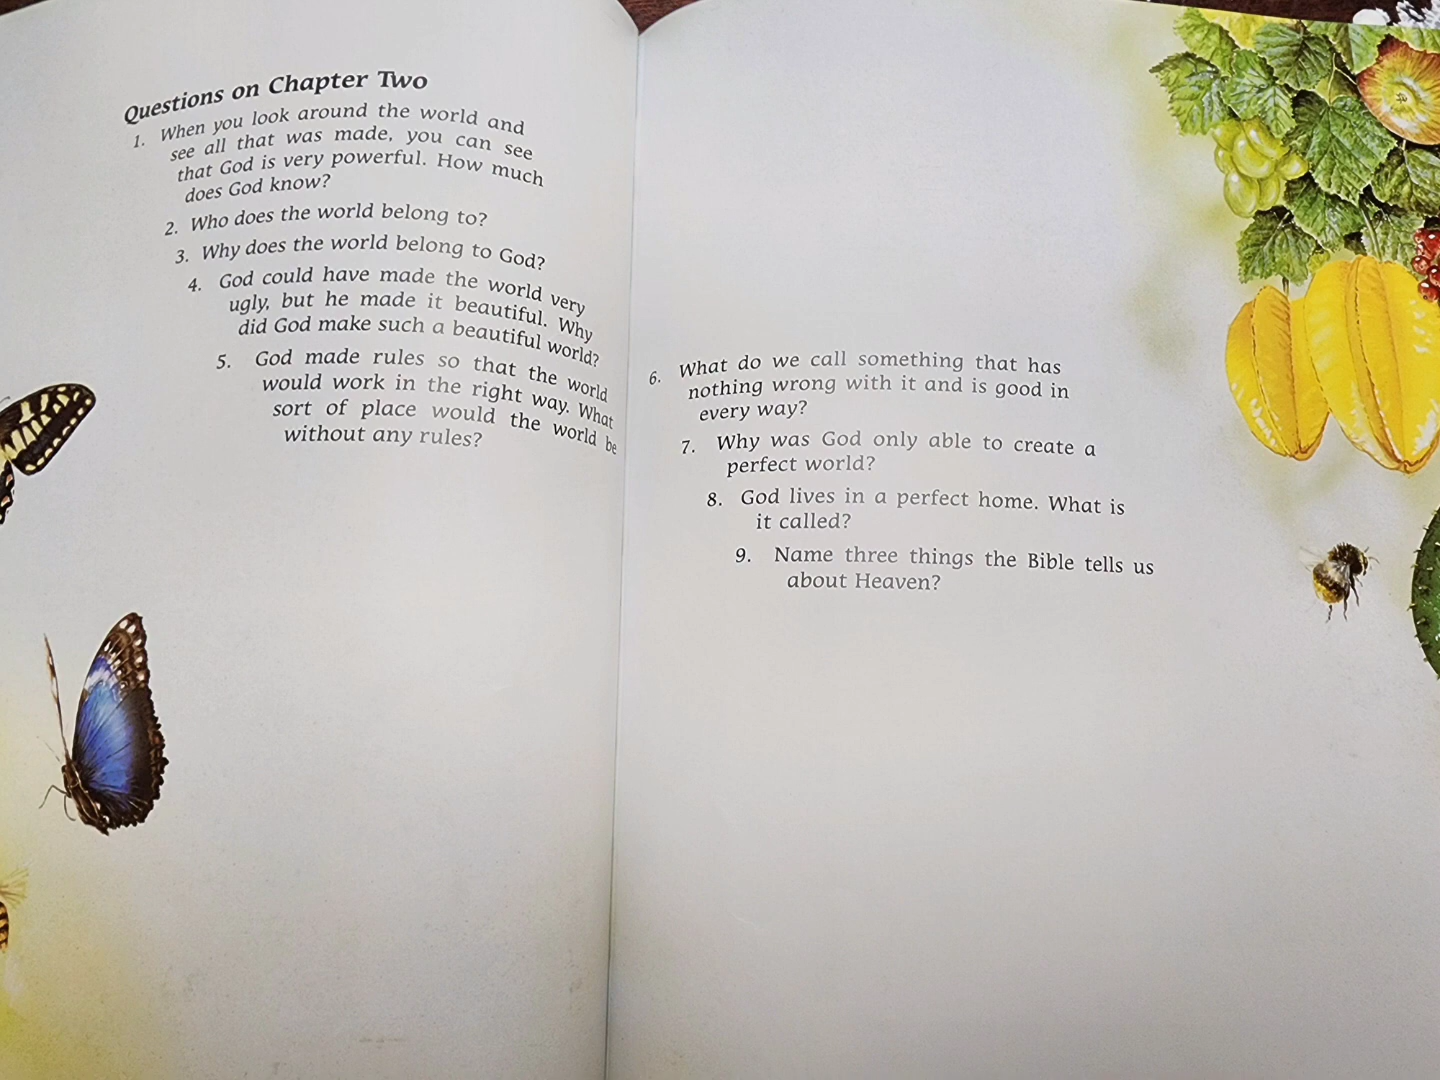 Questions on Chapter Two
1. When you look around the world and
see all that was made, you can see
that God is very powerful. How much
does God know?
2. Who does the world belong to?
3. Why does the world belong to God?
4. God could have made the world very
ugly, but he made it beautiful. Why
did God make such a beautiful world?
5. God made rules so that the world
would work in the right way. What
sort of place would the world be
without any rules?
6. What do we call something that has
nothing wrong with it and is good in
every way?
7. Why was God only able to create a
perfect world?
8. God lives in a perfect home. What is
it called?
9. Name three things the Bible tells us
about Heaven?